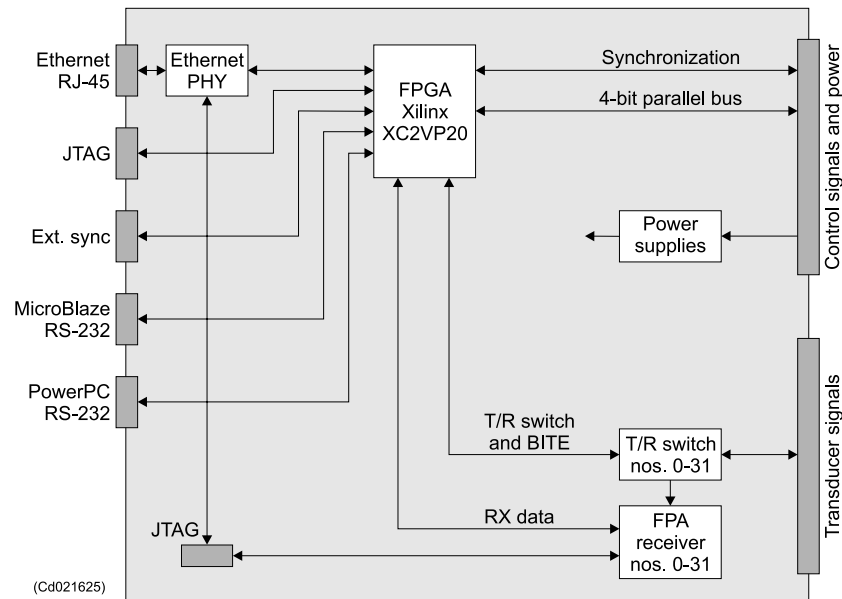 Ethernet
RJ-45
Ethernet
PHY
FPGA
Xilinx
XC2VP20
Synchronization
4-bit parallel bus
Control signals and power
JTAG
Ext. sync
Power
supplies
MicroBlaze
RS-232
PowerPC
RS-232
T/R switch
and BITE
T/R switch
nos. 0-31
Transducer signals
RX data
FPA
receiver
nos. 0-31
JTAG
(Cd021625)